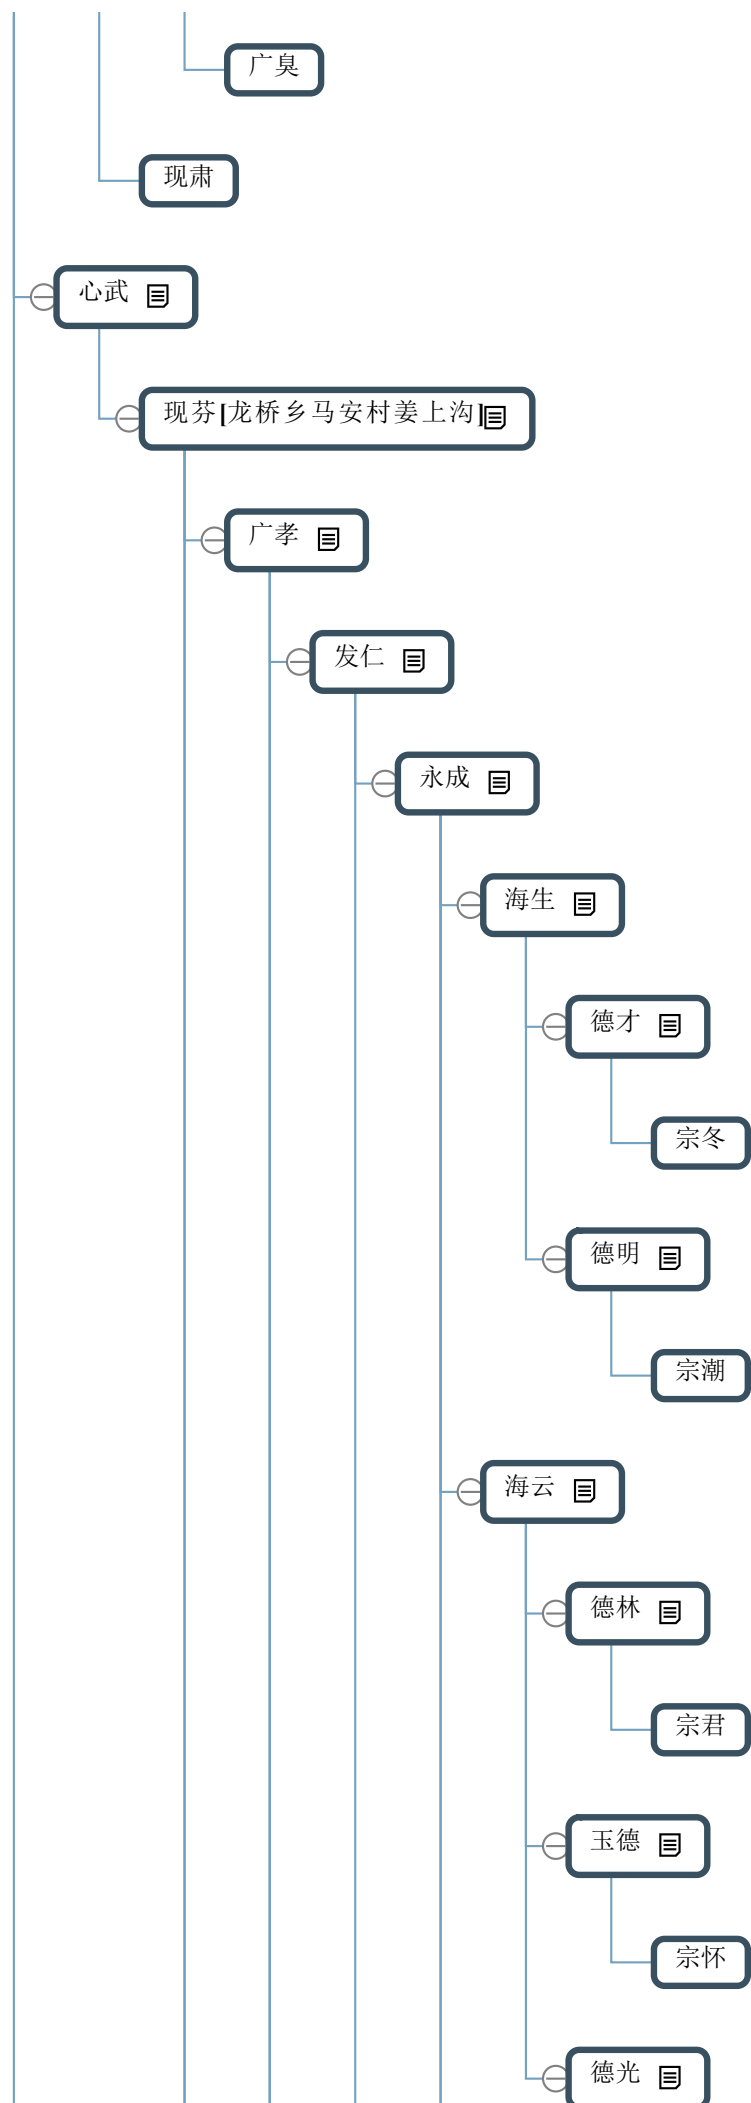 广臭
现肃
心武
现芬[龙桥乡马安村姜上沟]
广孝
发仁
永成
海生
德才
宗冬
德明
宗潮
海云
德林
宗君
玉德
宗怀
德光